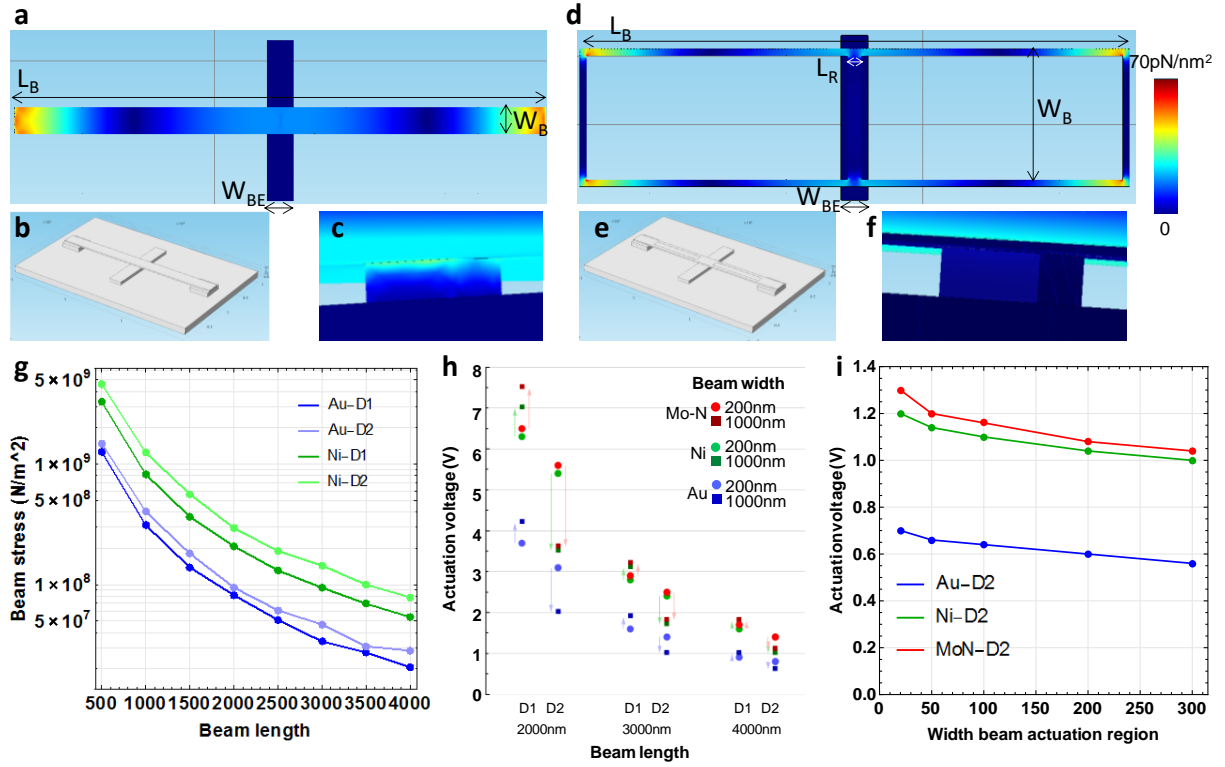 a
L_B
W_B
W_BE
d
L_B
L_R
W_B
W_BE
70pN/nm²
0
b
c
e
f
g
5 × 10⁹
1 × 10⁹
5 × 10⁸
1 × 10⁸
5 × 10⁷
Beam stress (N/m^2)
Au-D1
Au-D2
Ni-D1
Ni-D2
500 1000 1500 2000 2500 3000 3500 4000
Beam length
h
8
7
6
5
4
3
2
1
0
Actuation voltage (V)
Beam width
Mo-N 200nm
1000nm
Ni 200nm
1000nm
Au 200nm
1000nm
D1 D2 D1 D2 D1 D2
2000nm 3000nm 4000nm
Beam length
i
1.4
1.2
1.0
0.8
0.6
0.4
0.2
0.0
Actuation voltage (V)
Au-D2
Ni-D2
MoN-D2
0 50 100 150 200 250 300
Width beam actuation region